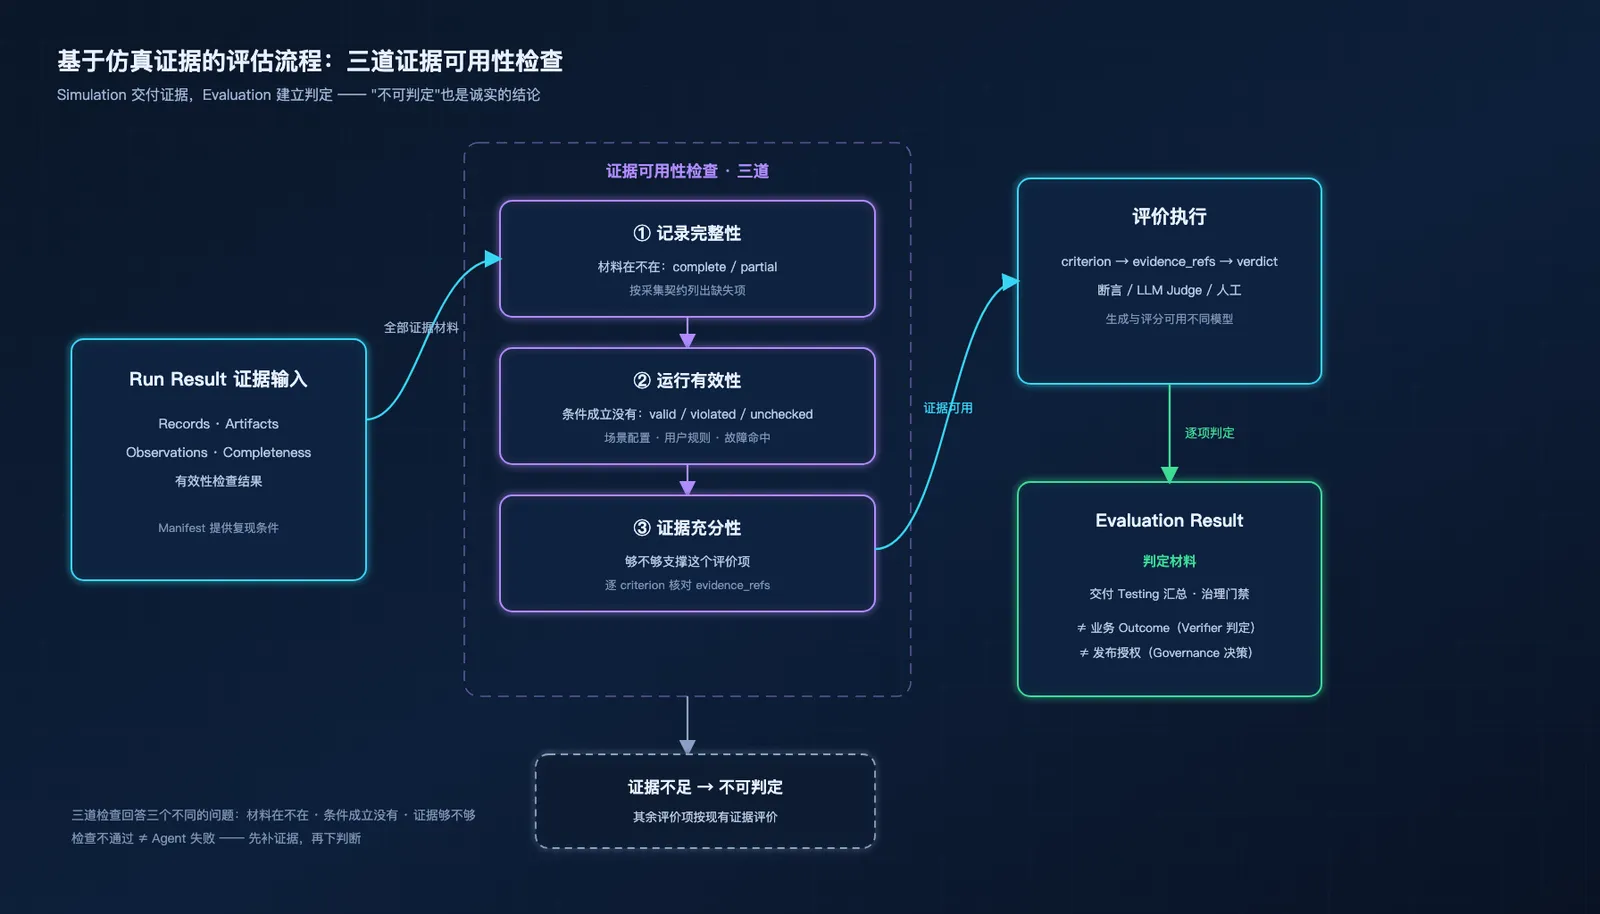 基于仿真证据的评估流程：三道证据可用性检查
Simulation 交付证据，Evaluation 建立判定 —— "不可判定"也是诚实的结论
全部证据材料
Run Result 证据输入
Records · Artifacts
Observations · Completeness
有效性检查结果
Manifest 提供复现条件
证据可用性检查 · 三道
① 记录完整性
材料在不在：complete / partial
按采集契约列出缺失项
② 运行有效性
条件成立没有：valid / violated / unchecked
场景配置 · 用户规则 · 故障命中
③ 证据充分性
够不够支撑这个评价项
逐 criterion 核对 evidence_refs
证据可用
评价执行
criterion → evidence_refs → verdict
断言 / LLM Judge / 人工
生成与评分可用不同模型
逐项判定
Evaluation Result
判定材料
交付 Testing 汇总 · 治理门禁
≠ 业务 Outcome（Verifier 判定）
≠ 发布授权（Governance 决策）
证据不足 → 不可判定
其余评价项按现有证据评价
三道检查回答三个不同的问题：材料在不在 · 条件成立没有 · 证据够不够
检查不通过 ≠ Agent 失败 —— 先补证据，再下判断